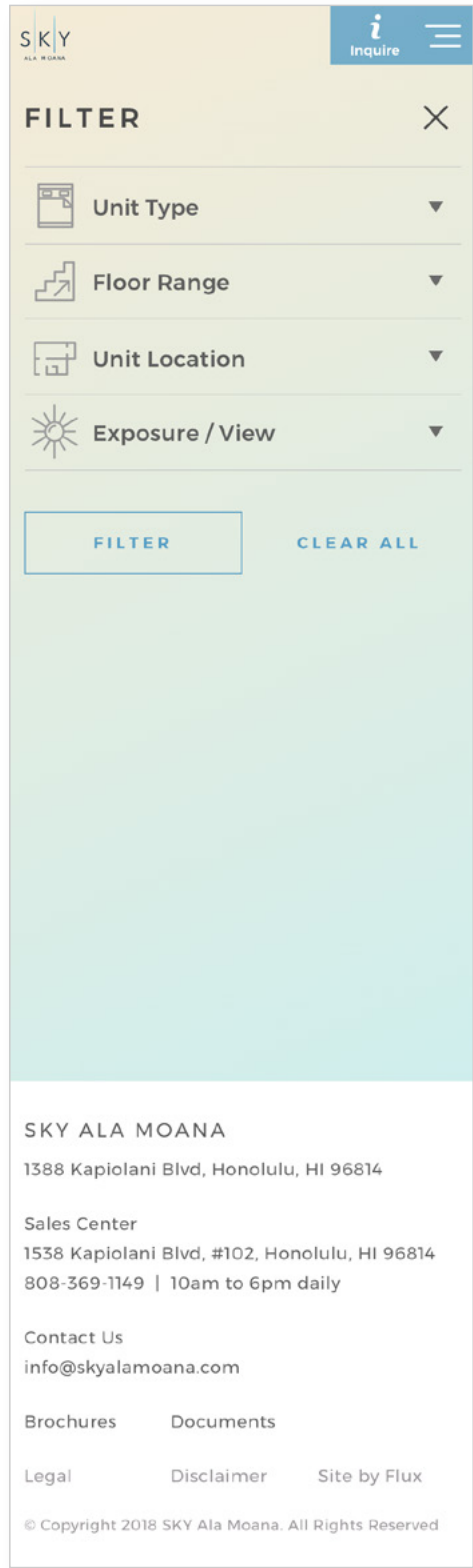 SKY
ALA MOANA
i
Inquire
FILTER
Unit Type
Floor Range
Unit Location
Exposure / View
FILTER CLEAR ALL
SKY ALA MOANA
1388 Kapiolani Blvd, Honolulu, HI 96814
Sales Center
1538 Kapiolani Blvd, #102, Honolulu, HI 96814
808-369-1149 | 10am to 6pm daily
Contact Us
info@skyalamoana.com
Brochures Documents
Legal Disclaimer Site by Flux
© Copyright 2018 SKY Ala Moana. All Rights Reserved